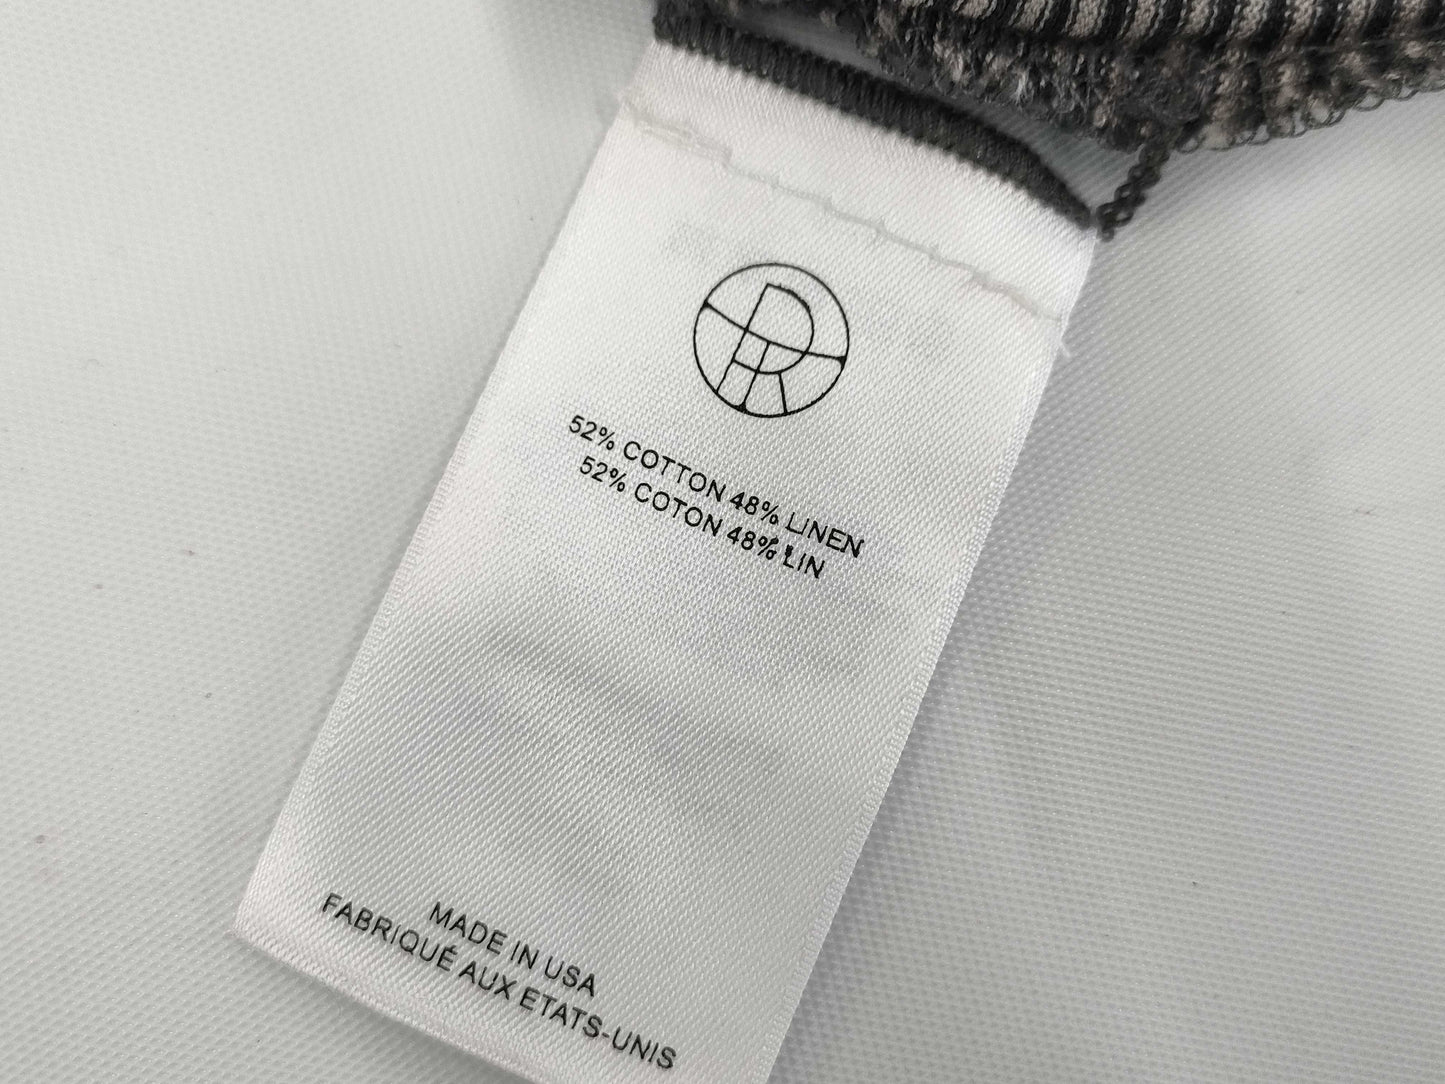 52% COTTON 48% LINEN
52% COTON 48% LIN
MADE IN USA
FABRIQUÉ AUX ETATS-UNIS